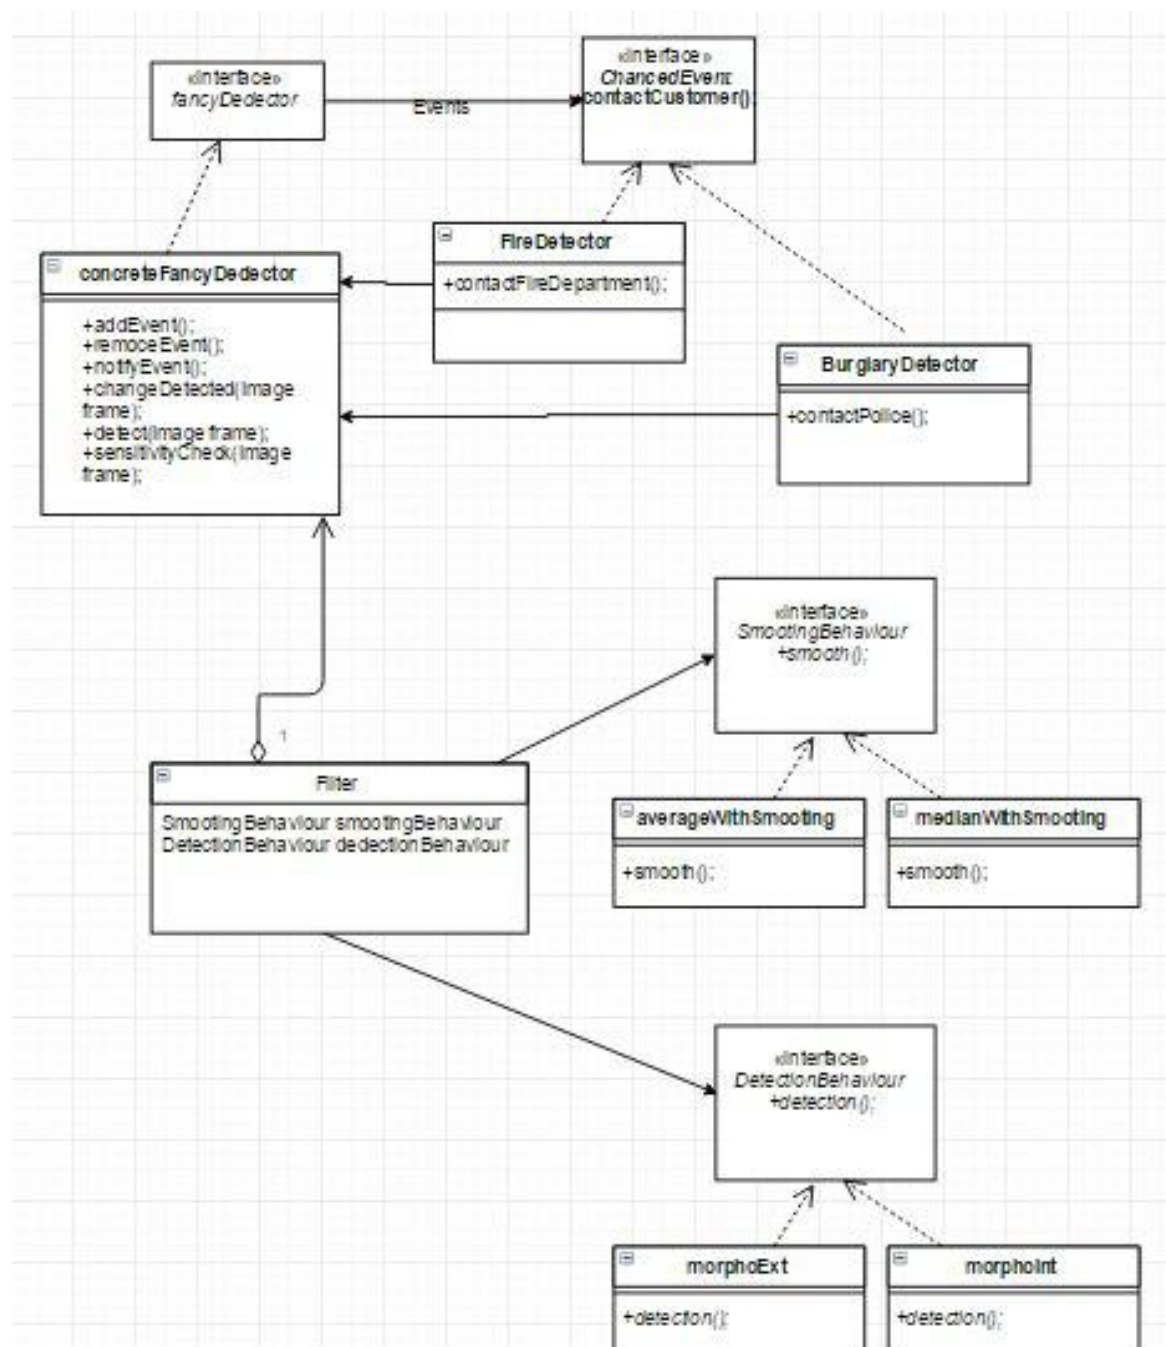 «interface»
fancyDedector
Events
«interface»
ChancedEvent
contactCustomer();
concreteFancyDedector
+addEvent();
+remoceEvent();
+notifyEvent();
+changeDetected(Image
frame);
+detect(Image frame);
+sensitivityCheck(Image
frame);
FireDetector
+contactFireDepartment();
BurglaryDetector
+contactPolice();
«interface»
SmootingBehaviour
+smooth();
1
Filter
SmootingBehaviour smootingBehaviour
DetectionBehaviour dedectionBehaviour
averageWithSmooting
+smooth();
medianWithSmooting
+smooth();
«interface»
DetectionBehaviour
+detection();
morphoExt
+detection();
morphoInt
+detection();